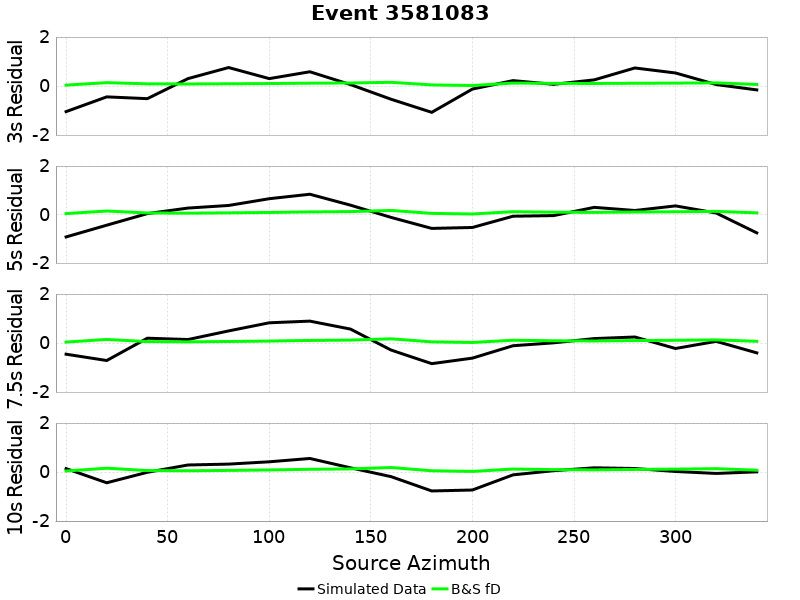 Event 3581083
3s Residual
2
0
-2
5s Residual
2
0
-2
7.5s Residual
2
0
-2
10s Residual
2
0
-2
0 50 100 150 200 250 300
Source Azimuth
Simulated Data B&S fD